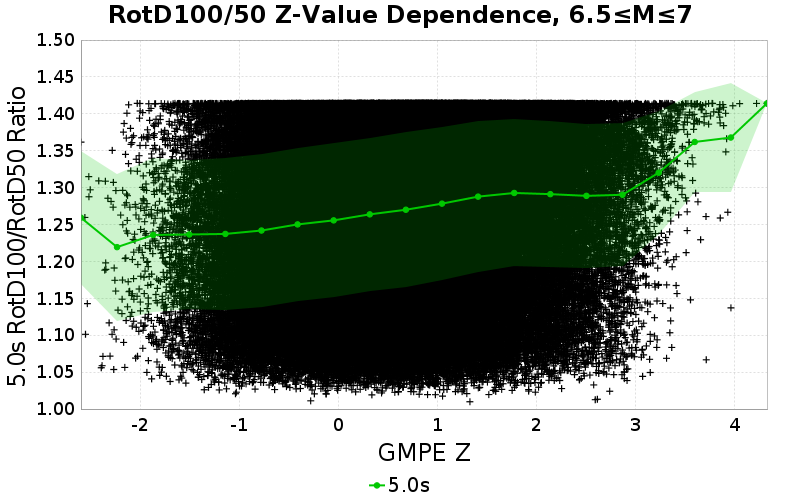 RotD100/50 Z-Value Dependence, 6.5≤M≤7
1.50
1.45
1.40
1.35
1.30
1.25
1.20
1.15
1.10
1.05
1.00
5.0s RotD100/RotD50 Ratio
-2 -1 0 1 2 3 4
GMPE Z
5.0s